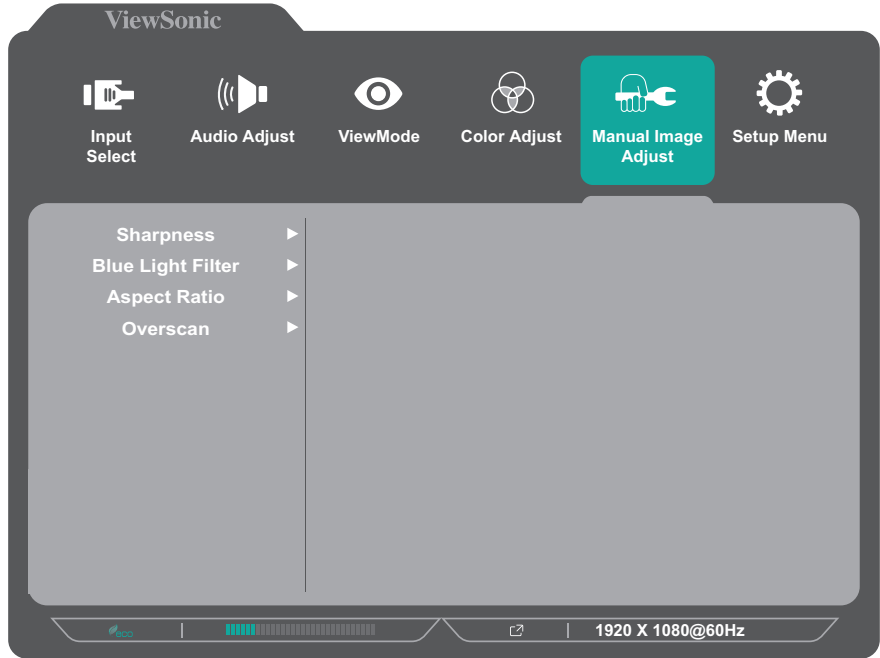 ViewSonic
Input
Select
Audio Adjust
ViewMode
Color Adjust
Manual Image
Adjust
Setup Menu
Sharpness
Blue Light Filter
Aspect Ratio
Overscan
ECO
1920 X 1080@60Hz